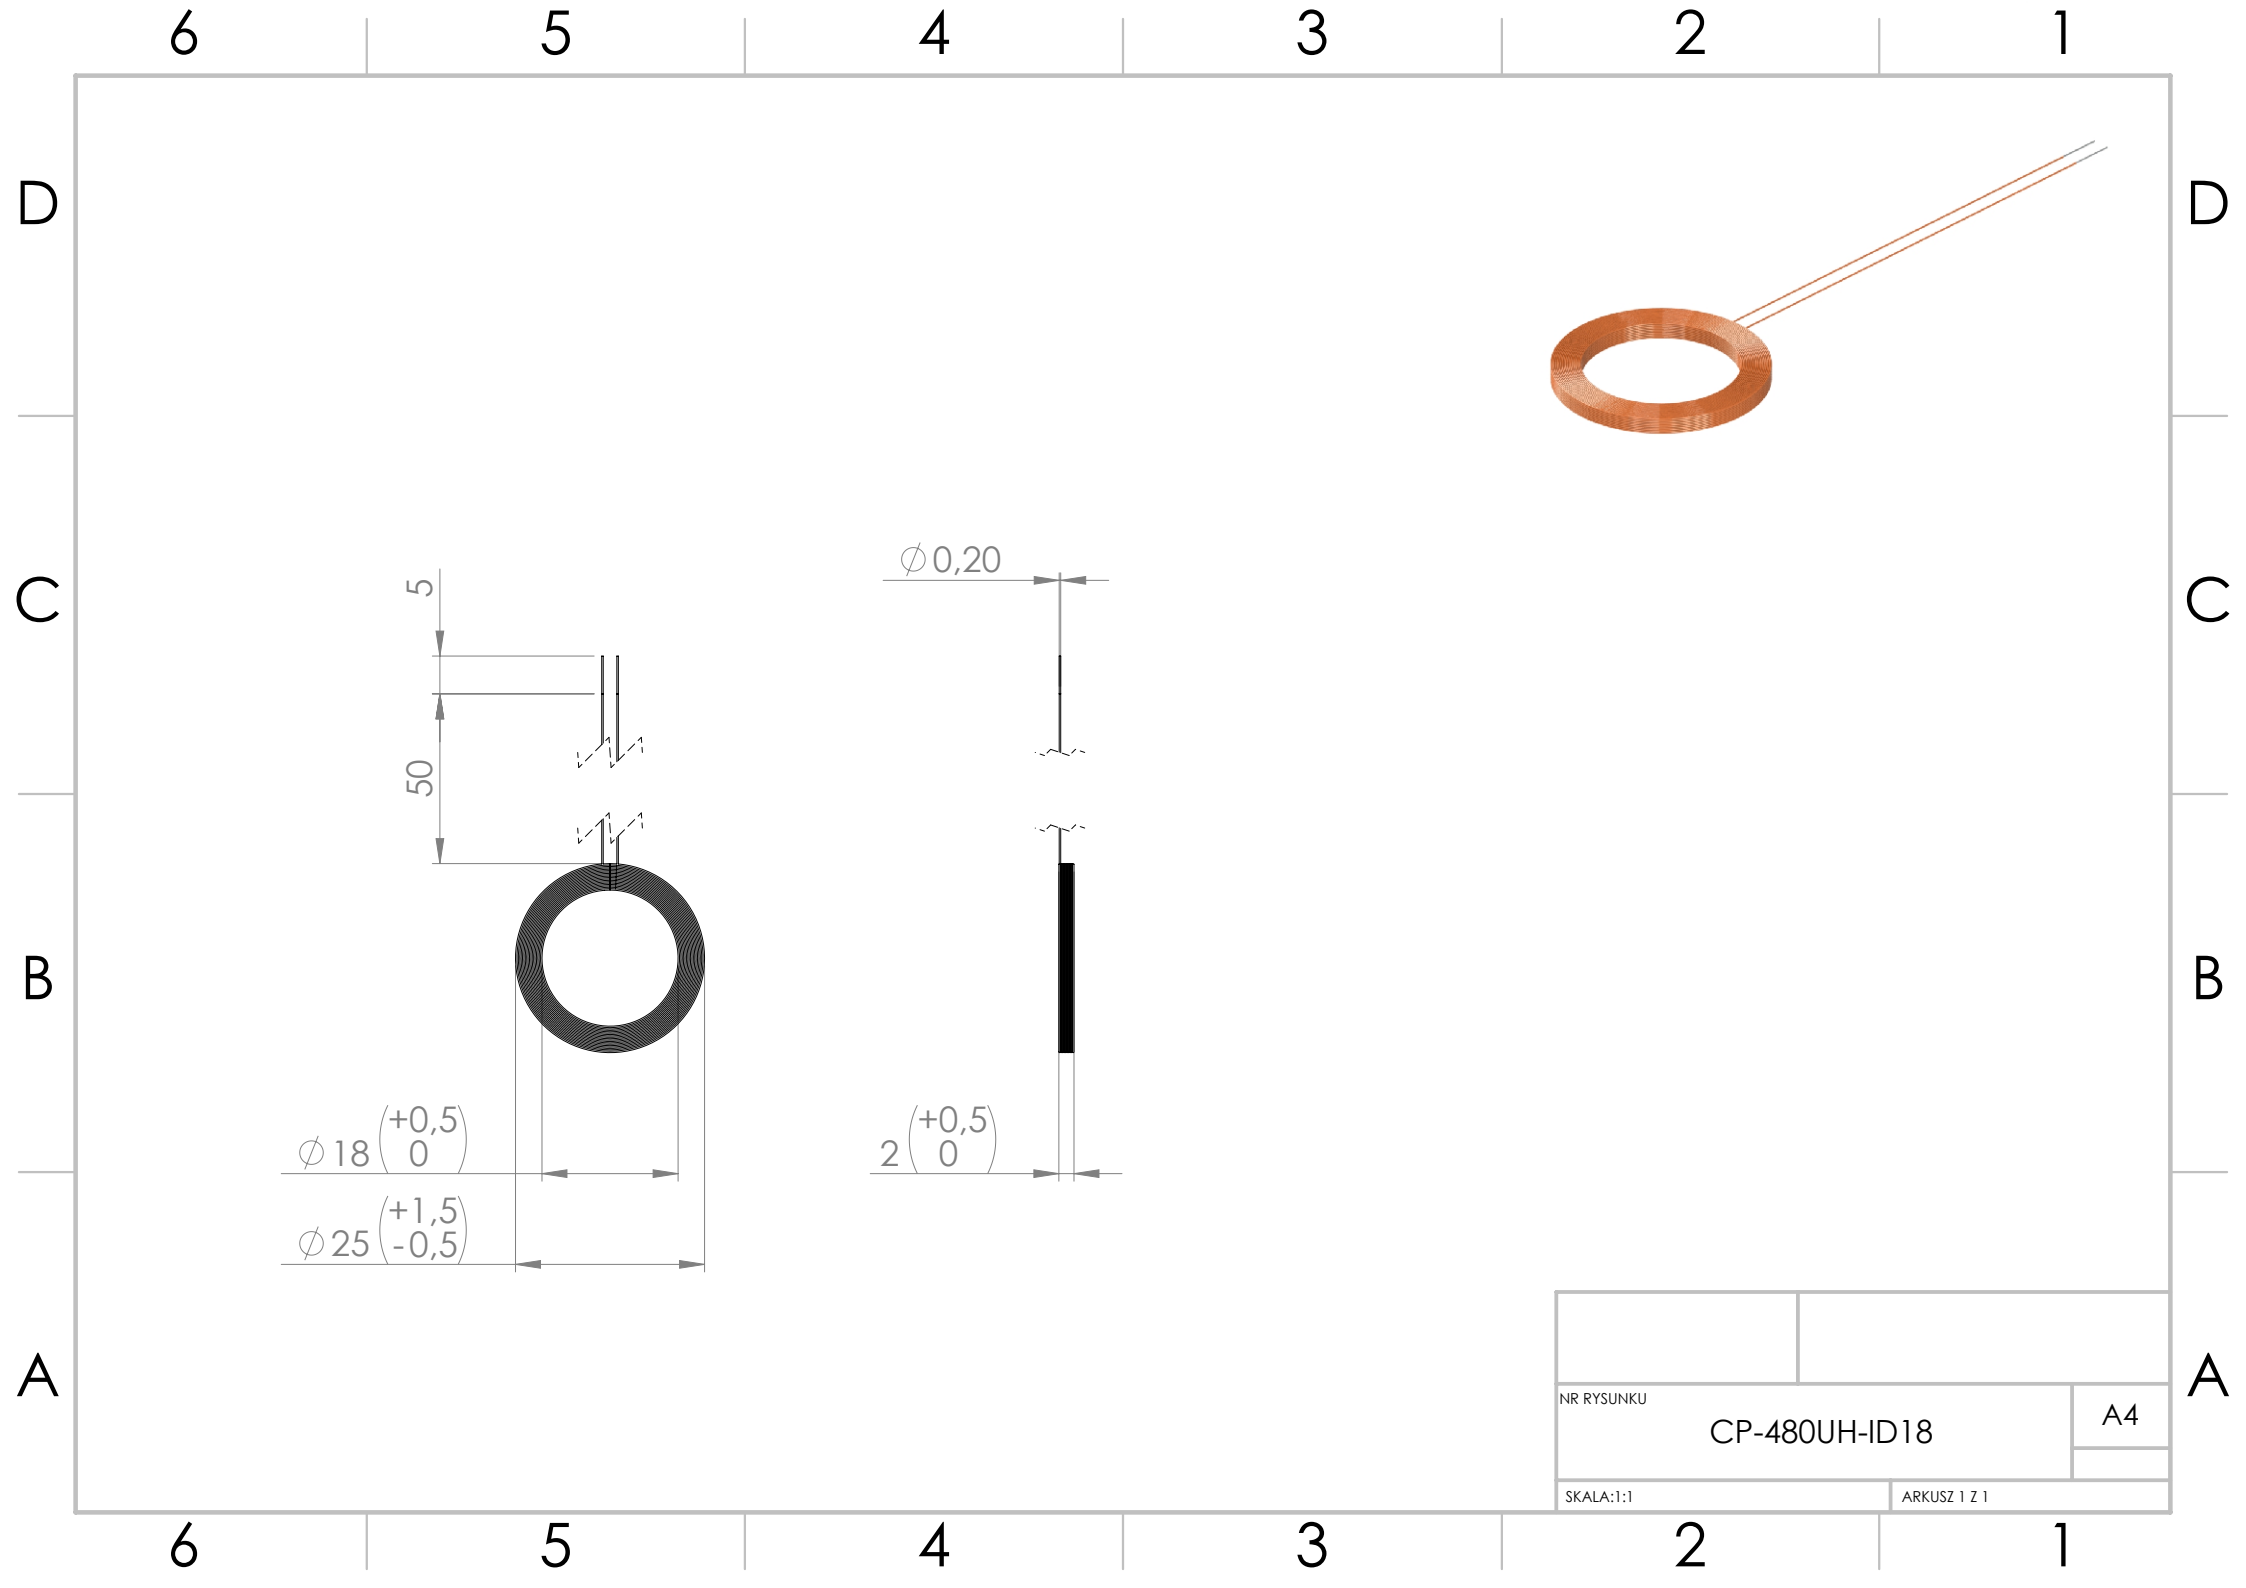 6 5 4 3 2 1
D D
⌀0,20
5
C C
50
B B
+0,5
⌀18 ( 0 )
+0,5
2 ( 0 )
+1,5
⌀25 ( -0,5 )
A A
NR RYSUNKU
CP-480UH-ID18
A4
SKALA:1:1
ARKUSZ 1 Z 1
6 5 4 3 2 1